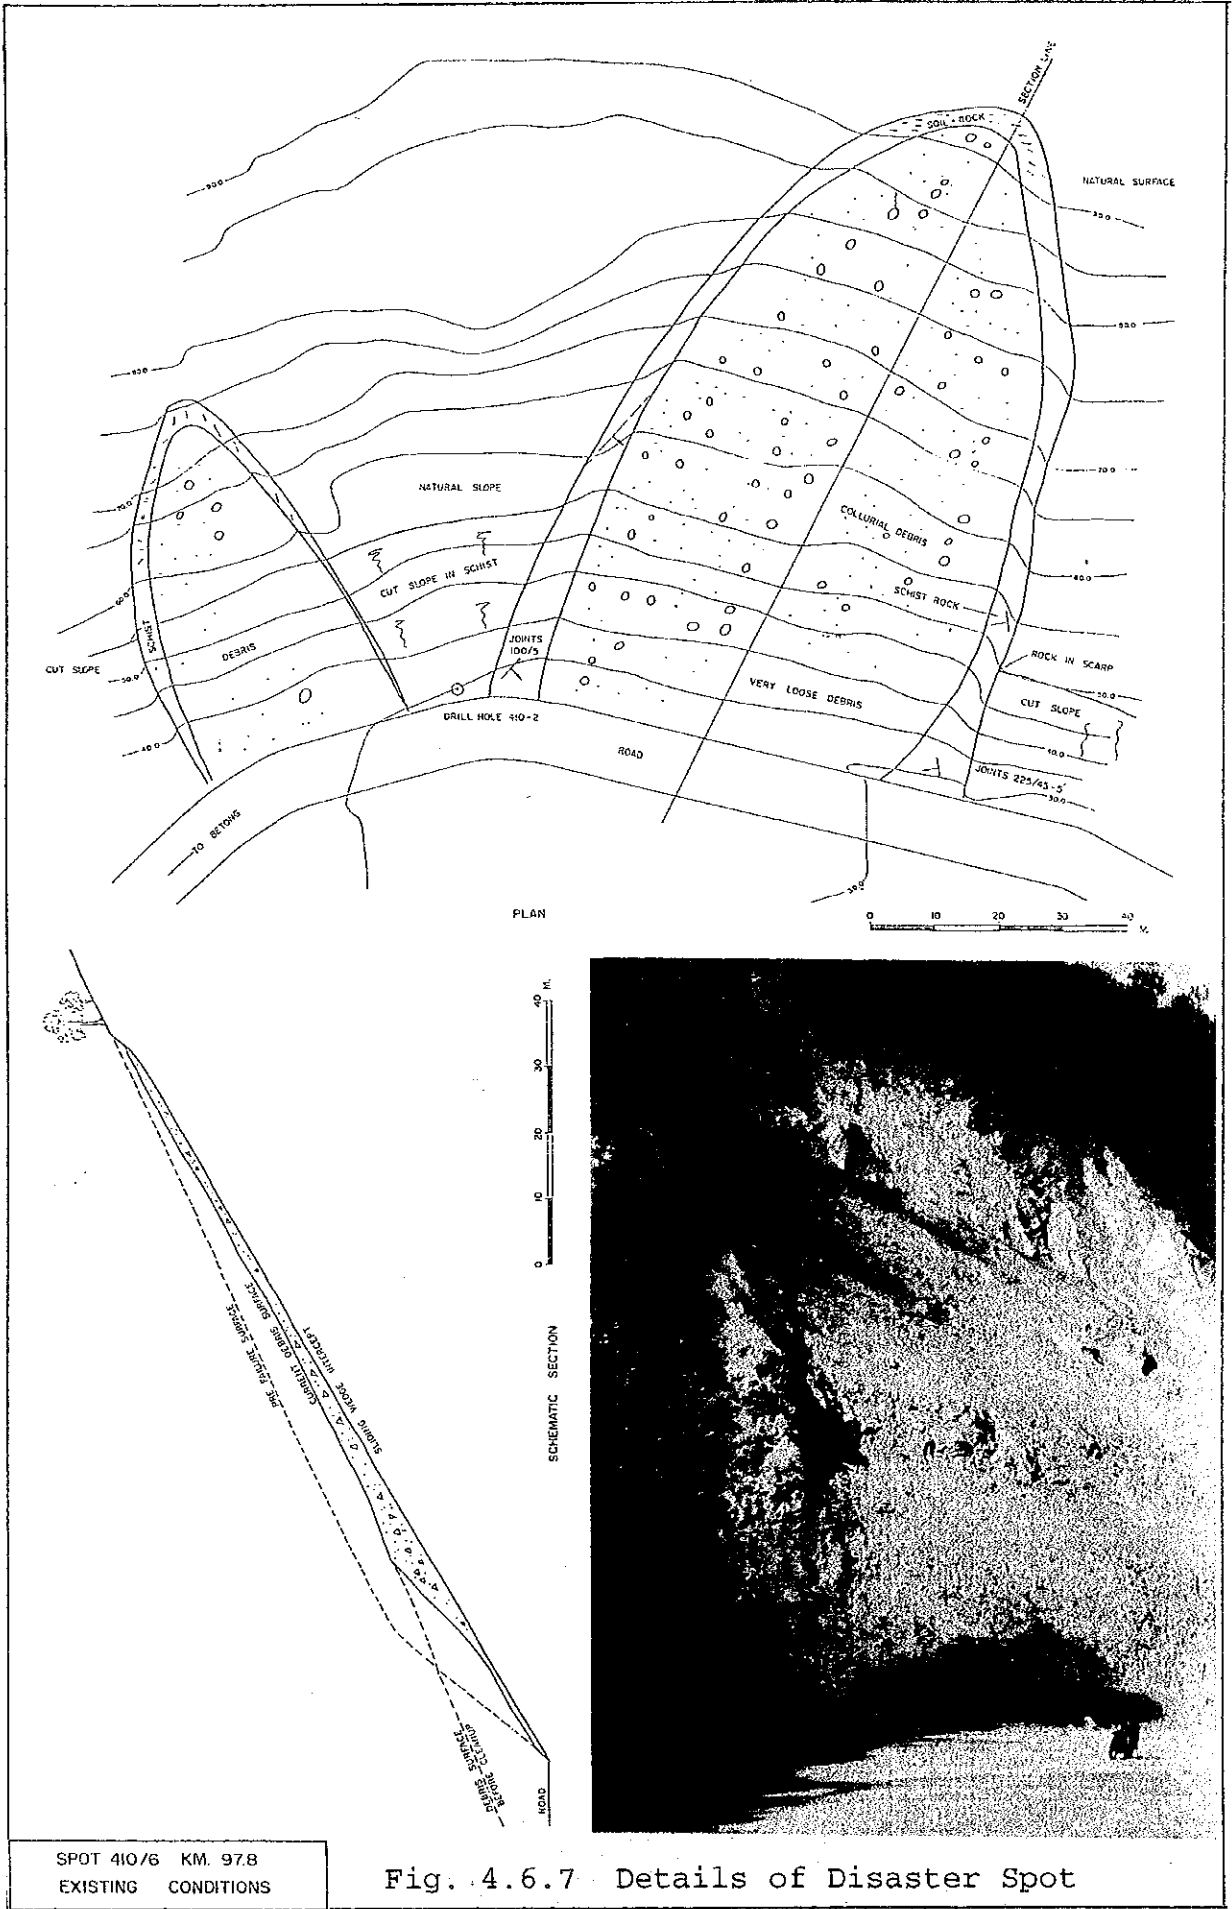 SECTION LINE
SOIL - ROCK
NATURAL SURFACE
90.0
90.0
80.0
80.0
70.0
NATURAL SLOPE
70.0
COLLURIAL DEBRIS
60.0
CUT SLOPE IN SCHIST
SCHIST ROCK
60.0
SCHIST
DEBRIS
JOINTS
100/5
ROCK IN SCARP
CUT SLOPE
50.0
VERY LOOSE DEBRIS
50.0
CUT SLOPE
DRILL HOLE 410-2
40.0
40.0
ROAD
JOINTS 225/45-5'
30.0
TO BETONG
30.0
PLAN
0 10 20 30 40 M.
40 M.
30
20
10
0
PRE FAILURE SURFACE
CURRENT DEBRIS SURFACE
SLIDING WEDGE INTERCEPT
SCHEMATIC SECTION
DEBRIS SURFACE
BEFORE CLEANUP
ROAD
SPOT 410/6 KM. 97.8
EXISTING CONDITIONS
Fig. 4.6.7 Details of Disaster Spot